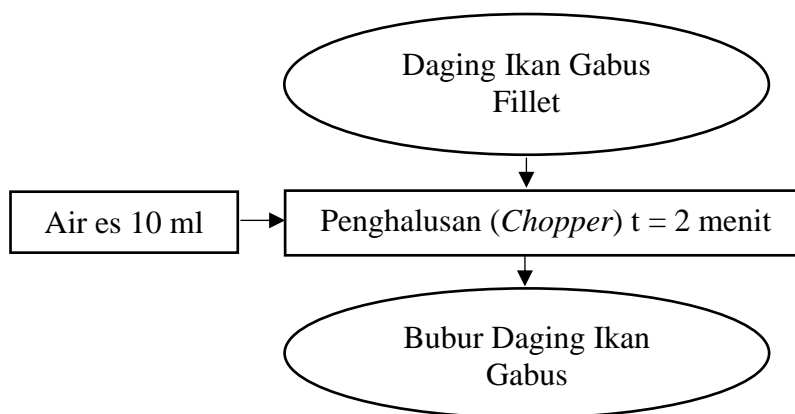 Daging Ikan Gabus
Fillet
Air es 10 ml
Penghalusan (Chopper) t = 2 menit
Bubur Daging Ikan
Gabus